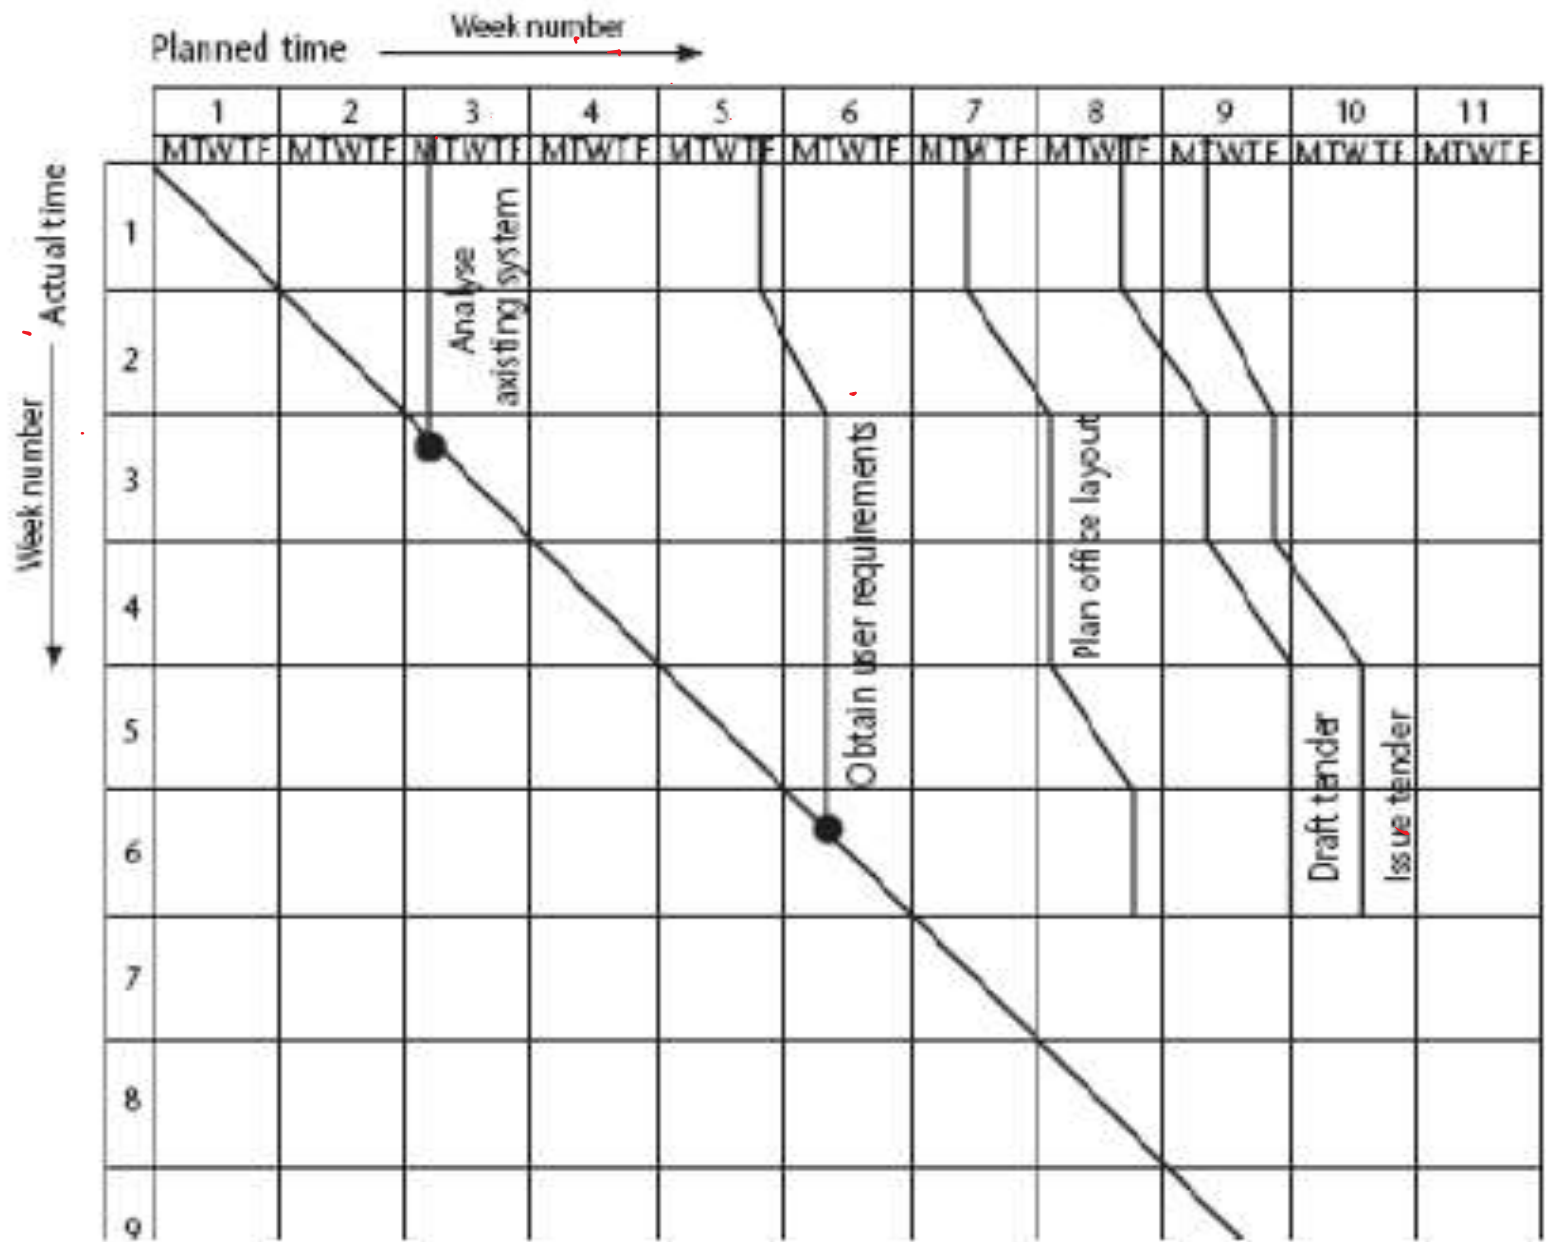 Week number
Planned time
1 2 3 4 5 6 7 8 9 10 11
MTWTF MTWTF MTWTF MTWTF MTWTF MTWTF MTWTF MTWTF MTWTF MTWTF MTWTF
Actual time
Week number
1
2
3
4
5
6
7
8
9
Analyse
axisting system
Obtain user requirements
Plan office layout
Draft tender
Issue tender